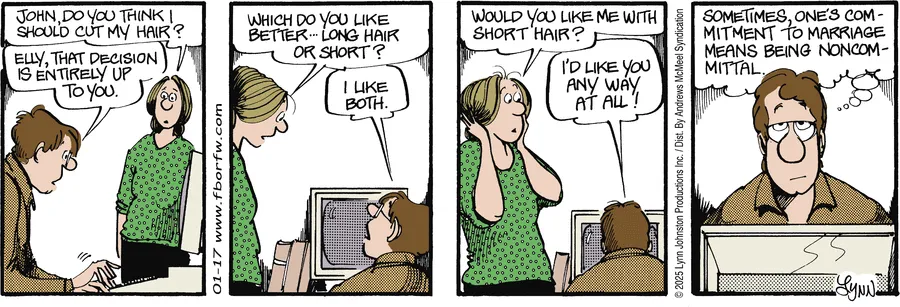 JOHN, DO YOU THINK I
SHOULD CUT MY HAIR?
ELLY, THAT DECISION
IS ENTIRELY UP
TO YOU.
01-17 www.fborfw.com
WHICH DO YOU LIKE
BETTER... LONG HAIR
OR SHORT?
I LIKE
BOTH.
WOULD YOU LIKE ME WITH
SHORT HAIR?
I'D LIKE YOU
ANY WAY
AT ALL!
© 2025 Lynn Johnston Productions Inc. / Dist. By Andrews McMeel Syndication
SOMETIMES, ONE'S COM-
MITMENT TO MARRIAGE
MEANS BEING NONCOM-
MITTAL.
LYNN